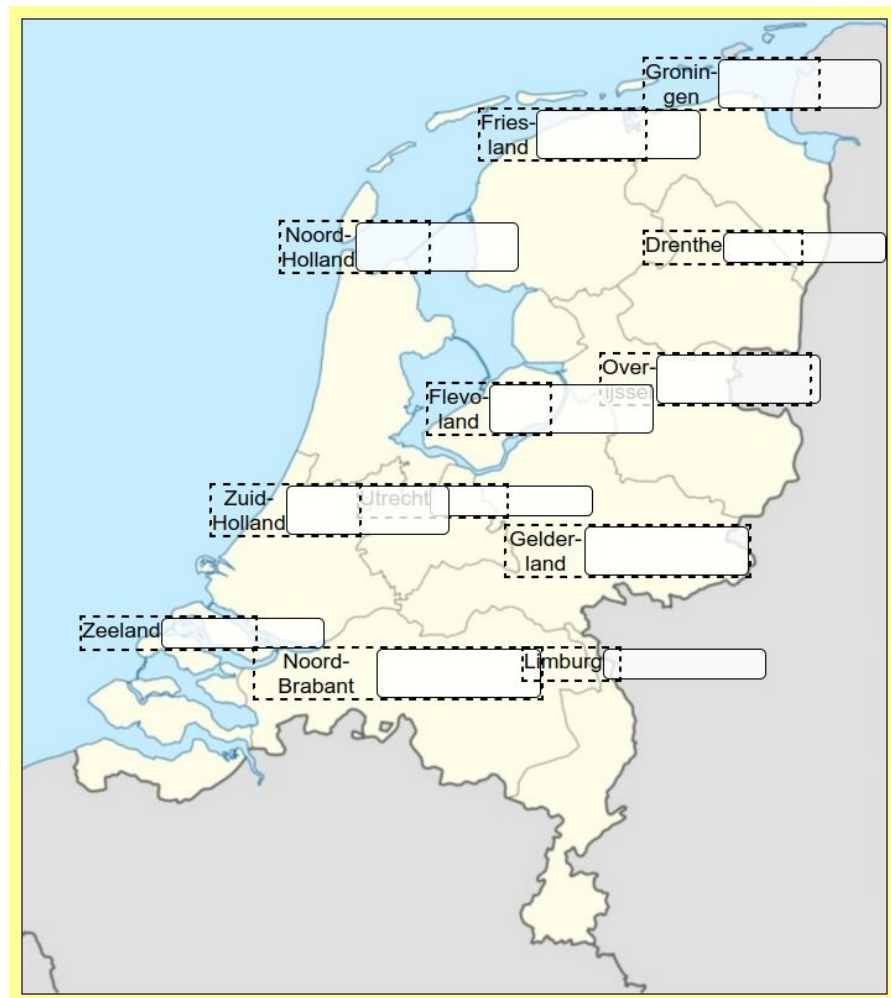 Gronin-
gen
Fries-
land
Noord-
Holland
Drenthe
Over-
ijssel
Flevo-
land
Zuid-
Holland
Utrecht
Gelder-
land
Zeeland
Noord-
Brabant
Limburg